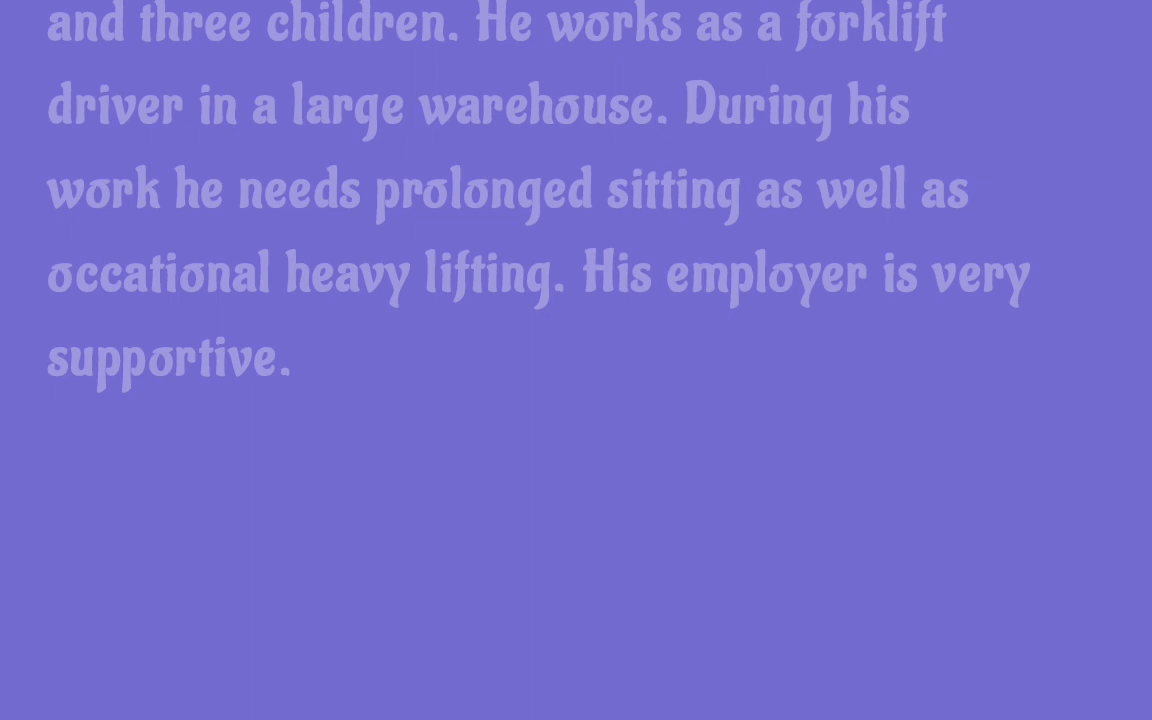 and three children. He works as a forklift
driver in a large warehouse. During his
work he needs prolonged sitting as well as
occational heavy lifting. His employer is very
supportive.